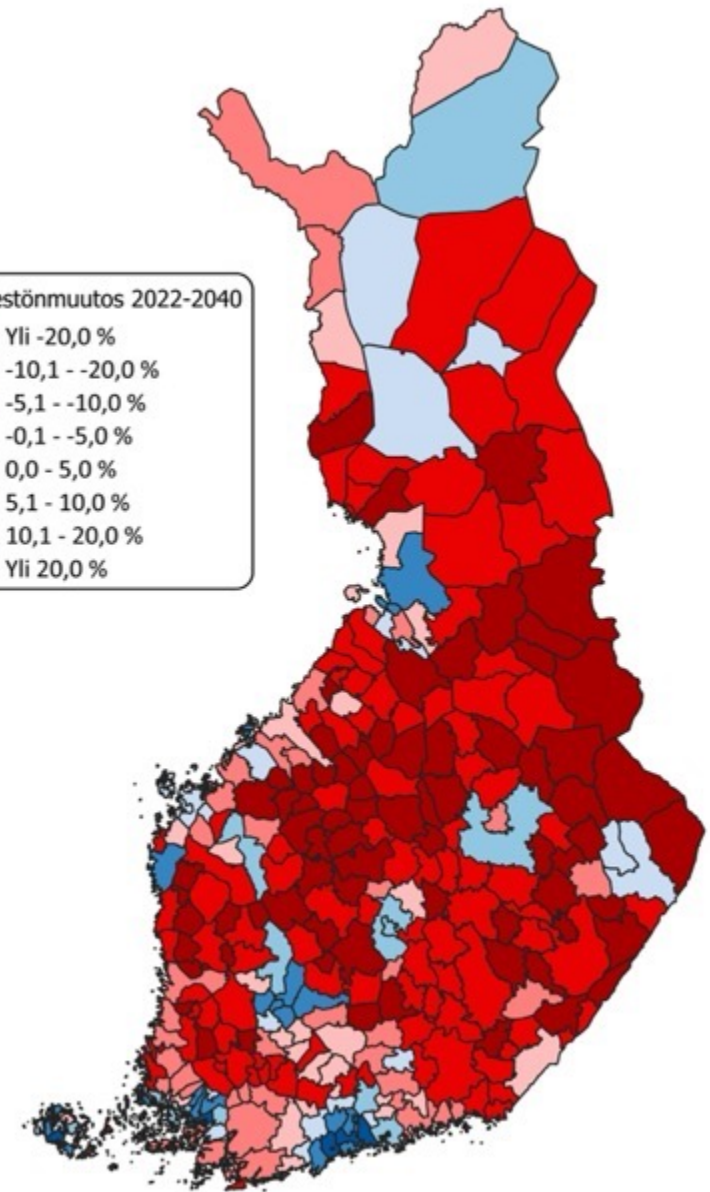 estönmuutos 2022-2040
Yli -20,0 %
-10,1 - -20,0 %
-5,1 - -10,0 %
-0,1 - -5,0 %
0,0 - 5,0 %
5,1 - 10,0 %
10,1 - 20,0 %
Yli 20,0 %